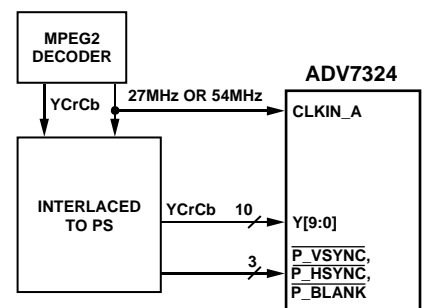 MPEG2
DECODER
ADV7324
YCrCb
27MHz OR 54MHz
CLKIN_A
INTERLACED
TO PS
YCrCb
10
Y[9:0]
3
P_VSYNC,
P_HSYNC,
P_BLANK